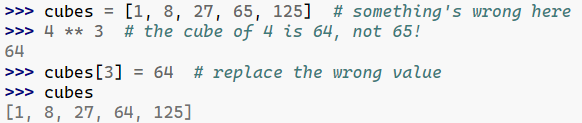 >>> cubes = [1, 8, 27, 65, 125]  # something's wrong here
>>> 4 ** 3  # the cube of 4 is 64, not 65!
64
>>> cubes[3] = 64  # replace the wrong value
>>> cubes
[1, 8, 27, 64, 125]